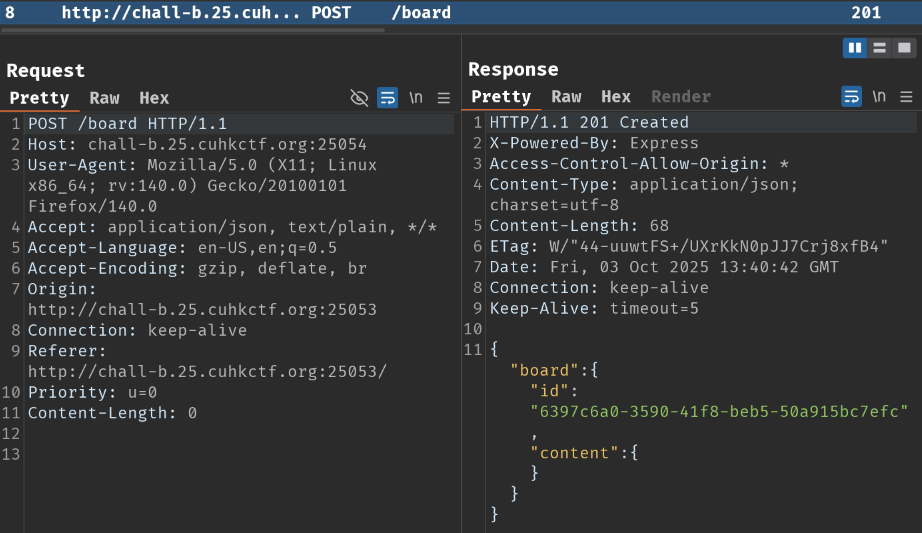 8 http://chall-b.25.cuh... POST /board 201
Request
Pretty Raw Hex \n
1 POST /board HTTP/1.1
2 Host: chall-b.25.cuhkctf.org:25054
3 User-Agent: Mozilla/5.0 (X11; Linux
x86_64; rv:140.0) Gecko/20100101
Firefox/140.0
4 Accept: application/json, text/plain, */*
5 Accept-Language: en-US,en;q=0.5
6 Accept-Encoding: gzip, deflate, br
7 Origin:
http://chall-b.25.cuhkctf.org:25053
8 Connection: keep-alive
9 Referer:
http://chall-b.25.cuhkctf.org:25053/
10 Priority: u=0
11 Content-Length: 0
12
13
Response
Pretty Raw Hex Render \n
1 HTTP/1.1 201 Created
2 X-Powered-By: Express
3 Access-Control-Allow-Origin: *
4 Content-Type: application/json;
charset=utf-8
5 Content-Length: 68
6 ETag: W/"44-uuwtFS+/UXrKkN0pJJ7Crj8xfB4"
7 Date: Fri, 03 Oct 2025 13:40:42 GMT
8 Connection: keep-alive
9 Keep-Alive: timeout=5
10
11 {
"board":{
"id":
"6397c6a0-3590-41f8-beb5-50a915bc7efc"
,
"content":{
}
}
}